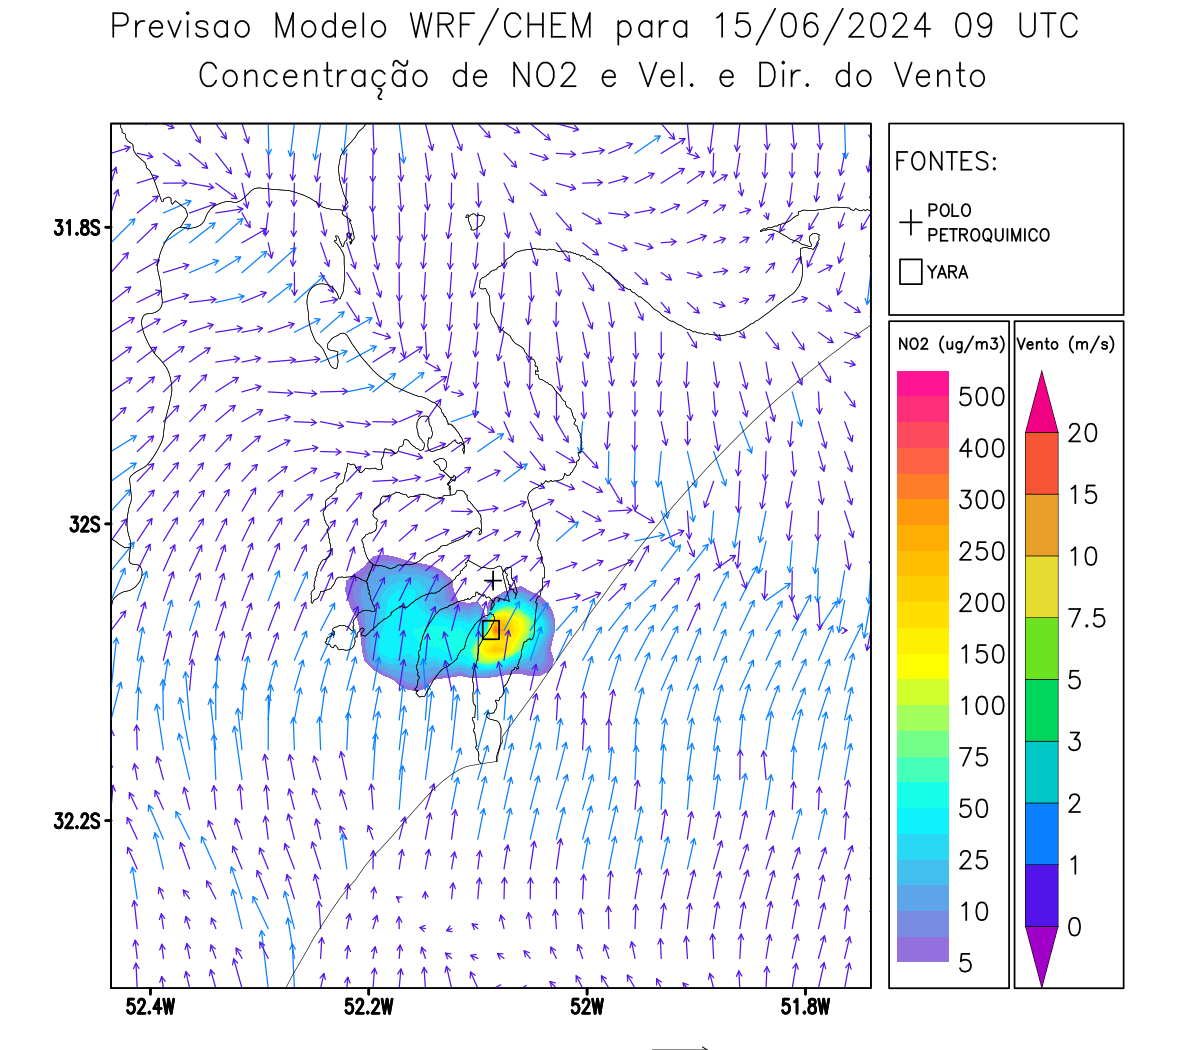 Previsao Modelo WRF/CHEM para 15/06/2024 09 UTC
Concentração de NO2 e Vel. e Dir. do Vento
FONTES:
POLO
PETROQUIMICO
YARA
31.8S
32S
32.2S
52.4W
52.2W
52W
51.8W
NO2 (ug/m3)
500
400
300
250
200
150
100
75
50
25
10
5
Vento (m/s)
20
15
10
7.5
5
3
2
1
0